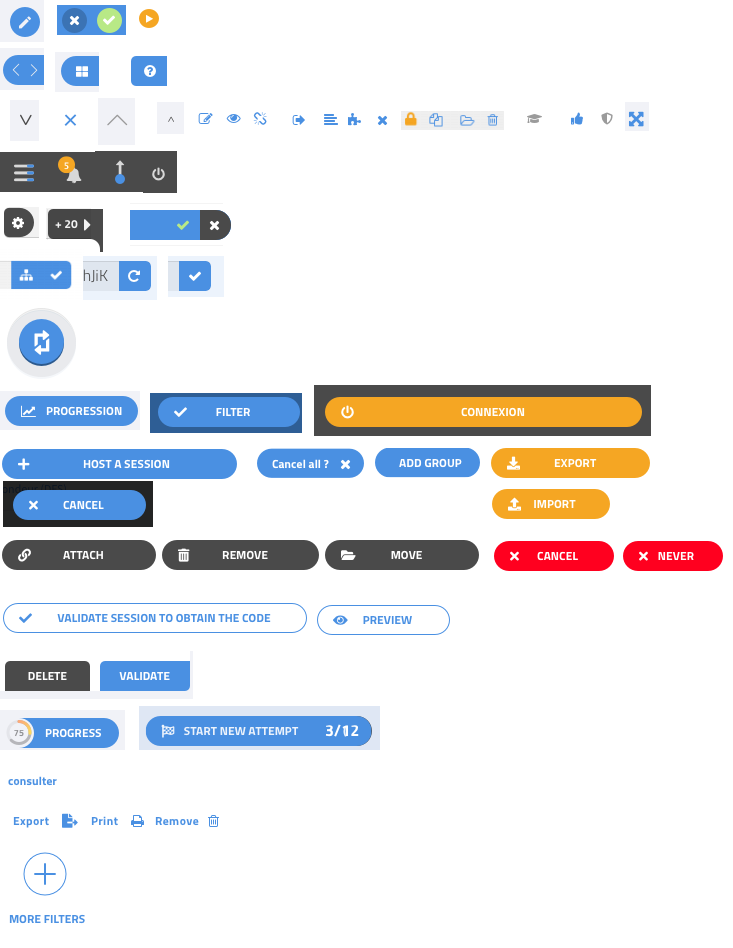 5
+ 20
hJiK
PROGRESSION
FILTER
CONNEXION
HOST A SESSION
Cancel all ?
ADD GROUP
EXPORT
CANCEL
IMPORT
ATTACH
REMOVE
MOVE
CANCEL
NEVER
VALIDATE SESSION TO OBTAIN THE CODE
PREVIEW
DELETE
VALIDATE
75
PROGRESS
START NEW ATTEMPT
3/12
consulter
Export
Print
Remove
MORE FILTERS